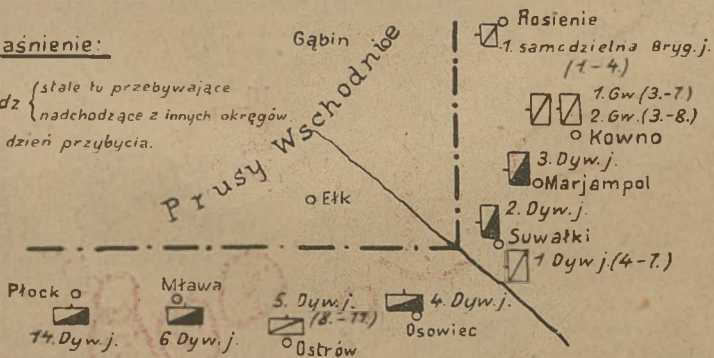 aśnienie:
dz { stale tu przebywające
nadchodzące z innych okręgów.
dzień przybycia.
Gąbin
Prusy Wschodnie
Ełk
Rosienie
1. samodzielna Bryg. j.
(1.-4.)
1. Gw. (3.-7.)
2. Gw. (3.-8.)
Kowno
3. Dyw. j.
Marjampol
2. Dyw. j.
Suwałki
1 Dyw. j. (4-7.)
Płock
14. Dyw. j.
Mława
6. Dyw. j.
5. Dyw. j.
(8.-11.)
Ostrów
4. Dyw. j.
Osowiec